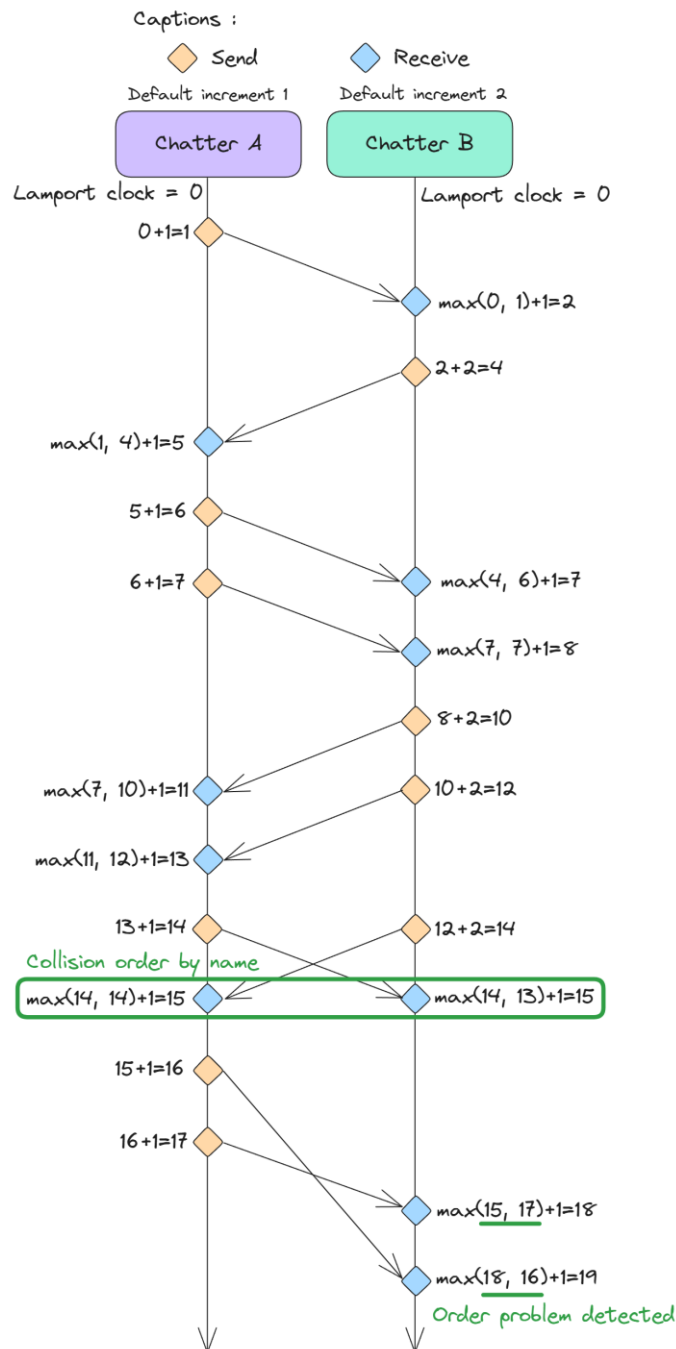 Captions :
Send Receive
Default increment 1 Default increment 2
Chatter A Chatter B
Lamport clock = 0 Lamport clock = 0
0+1=1
max(0, 1)+1=2
2+2=4
max(1, 4)+1=5
5+1=6
6+1=7 max(4, 6)+1=7
max(7, 7)+1=8
8+2=10
max(7, 10)+1=11 10+2=12
max(11, 12)+1=13
13+1=14 12+2=14
Collision order by name
max(14, 14)+1=15 max(14, 13)+1=15
15+1=16
16+1=17
max(15, 17)+1=18
max(18, 16)+1=19
Order problem detected